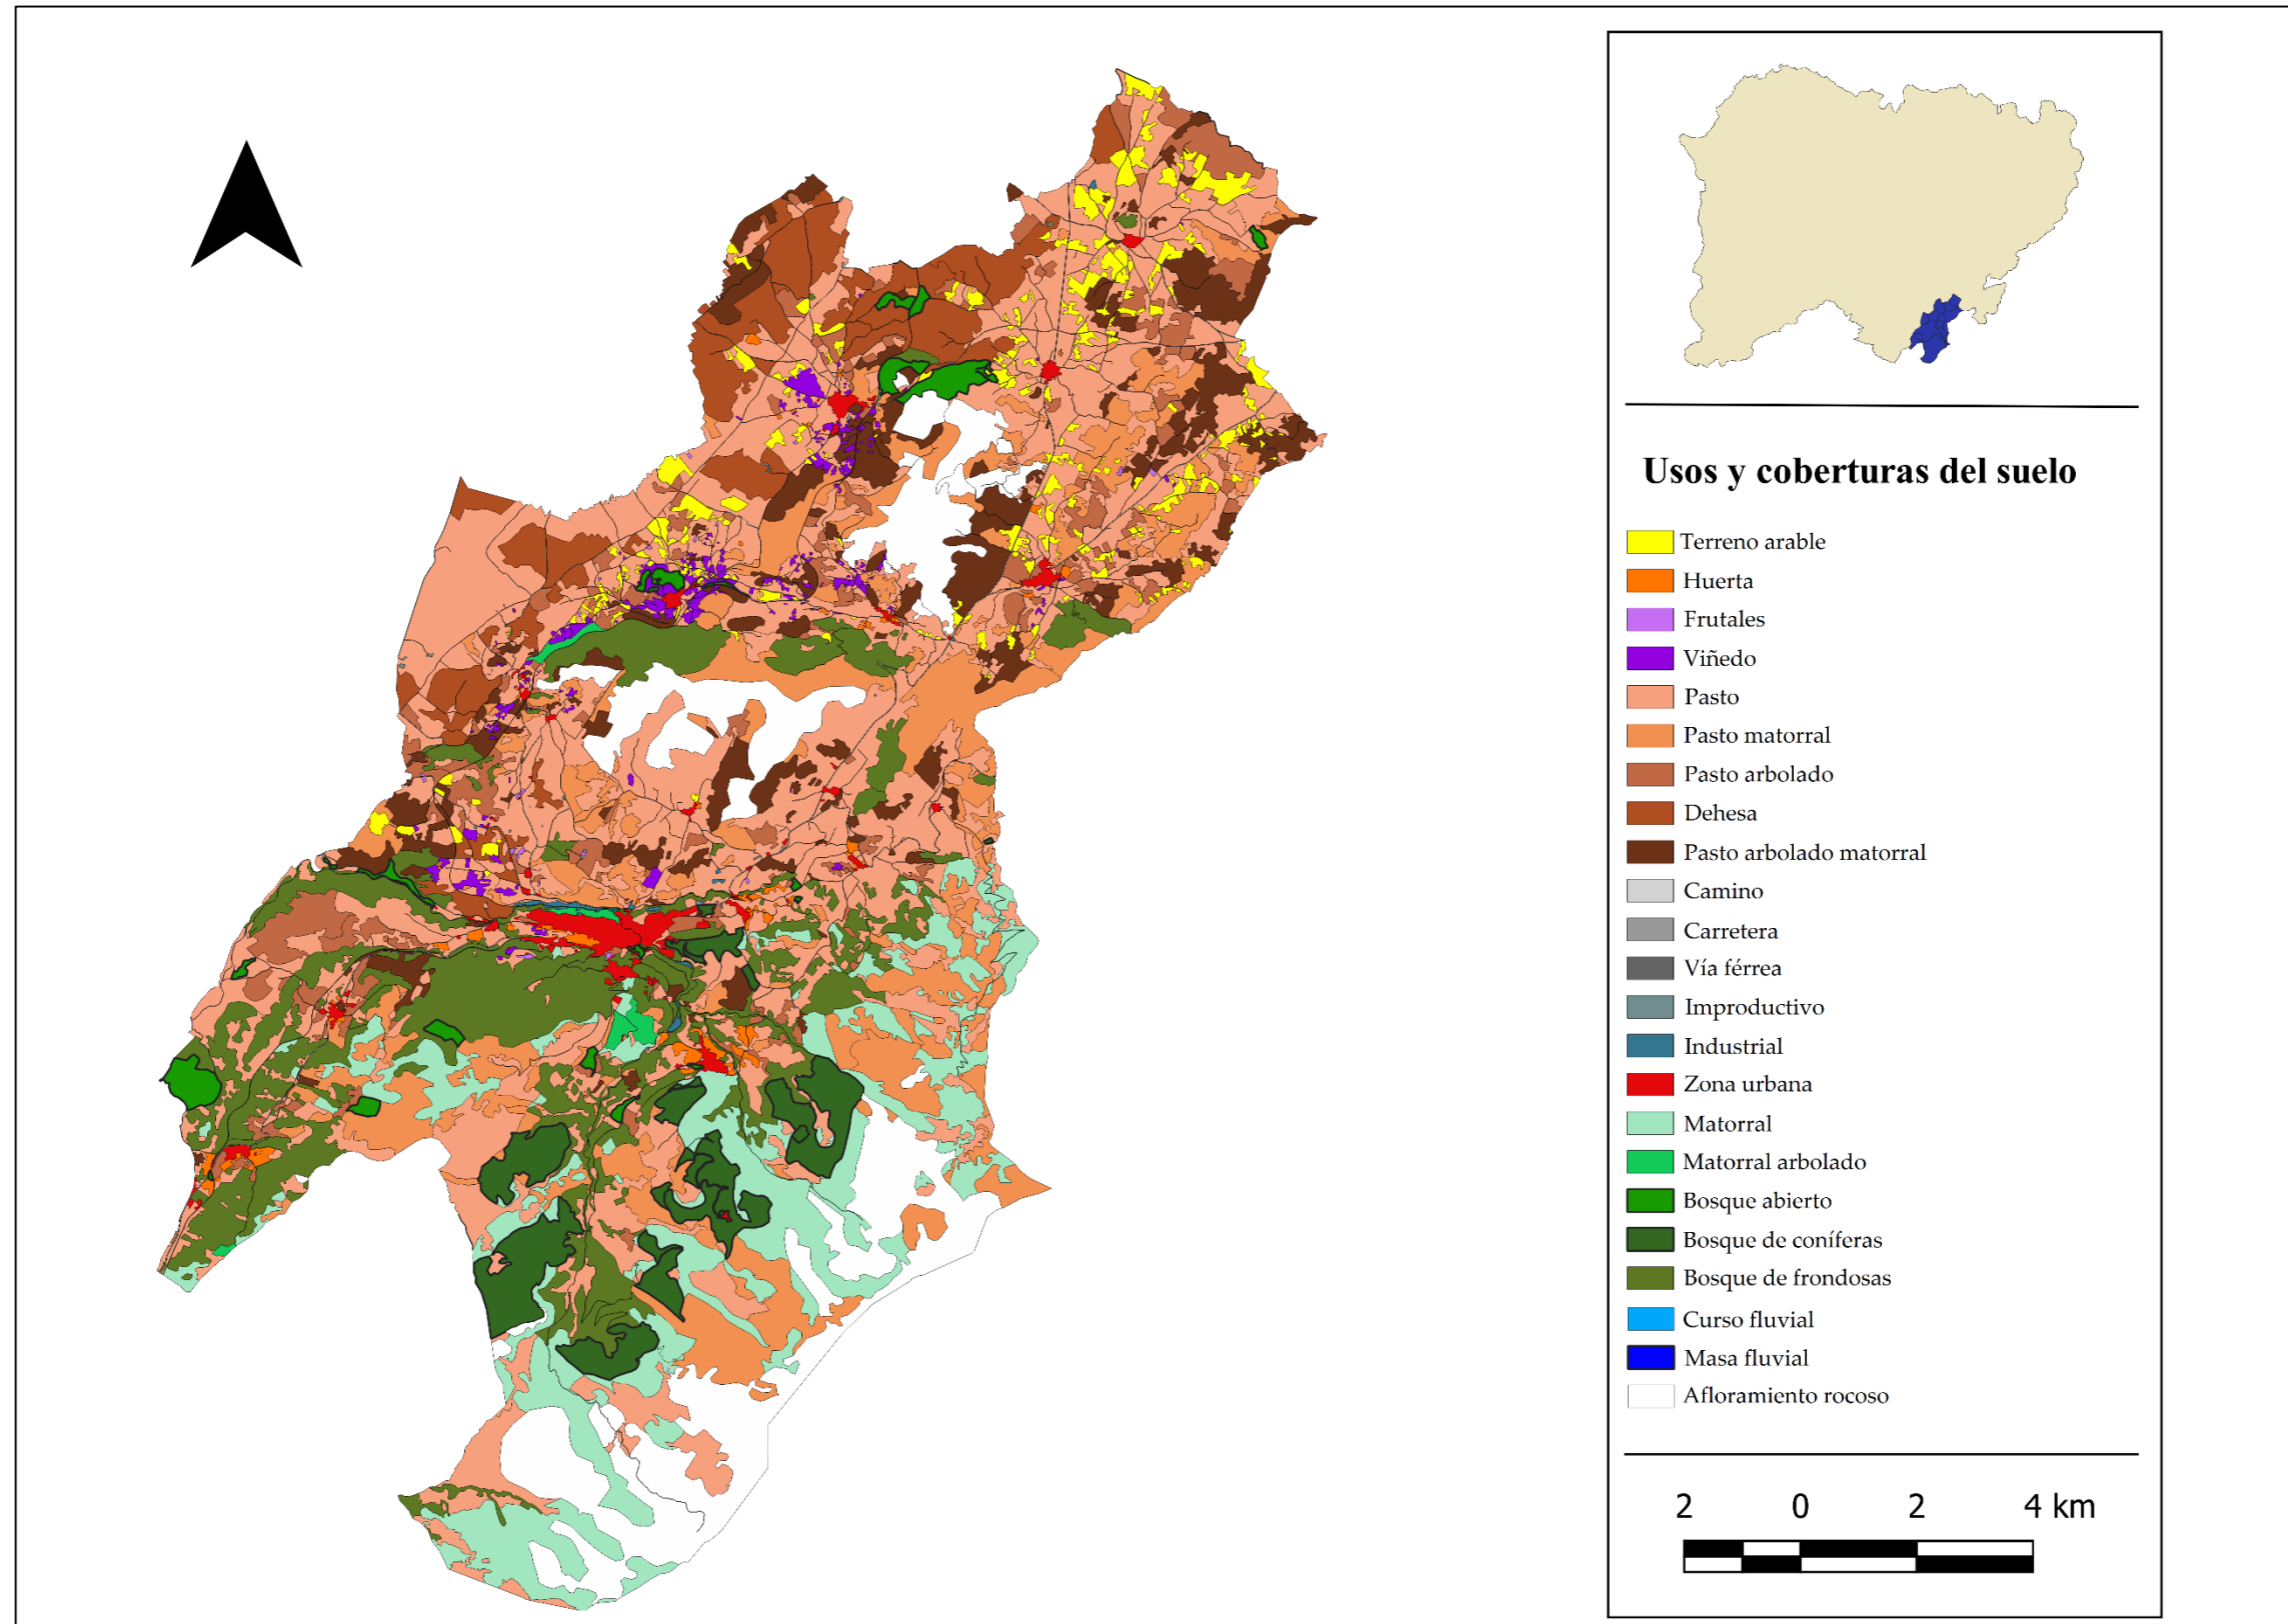 Usos y coberturas del suelo
Terreno arable
Huerta
Frutales
Viñedo
Pasto
Pasto matorral
Pasto arbolado
Dehesa
Pasto arbolado matorral
Camino
Carretera
Vía férrea
Improductivo
Industrial
Zona urbana
Matorral
Matorral arbolado
Bosque abierto
Bosque de coníferas
Bosque de frondosas
Curso fluvial
Masa fluvial
Afloramiento rocoso
2 0 2 4 km